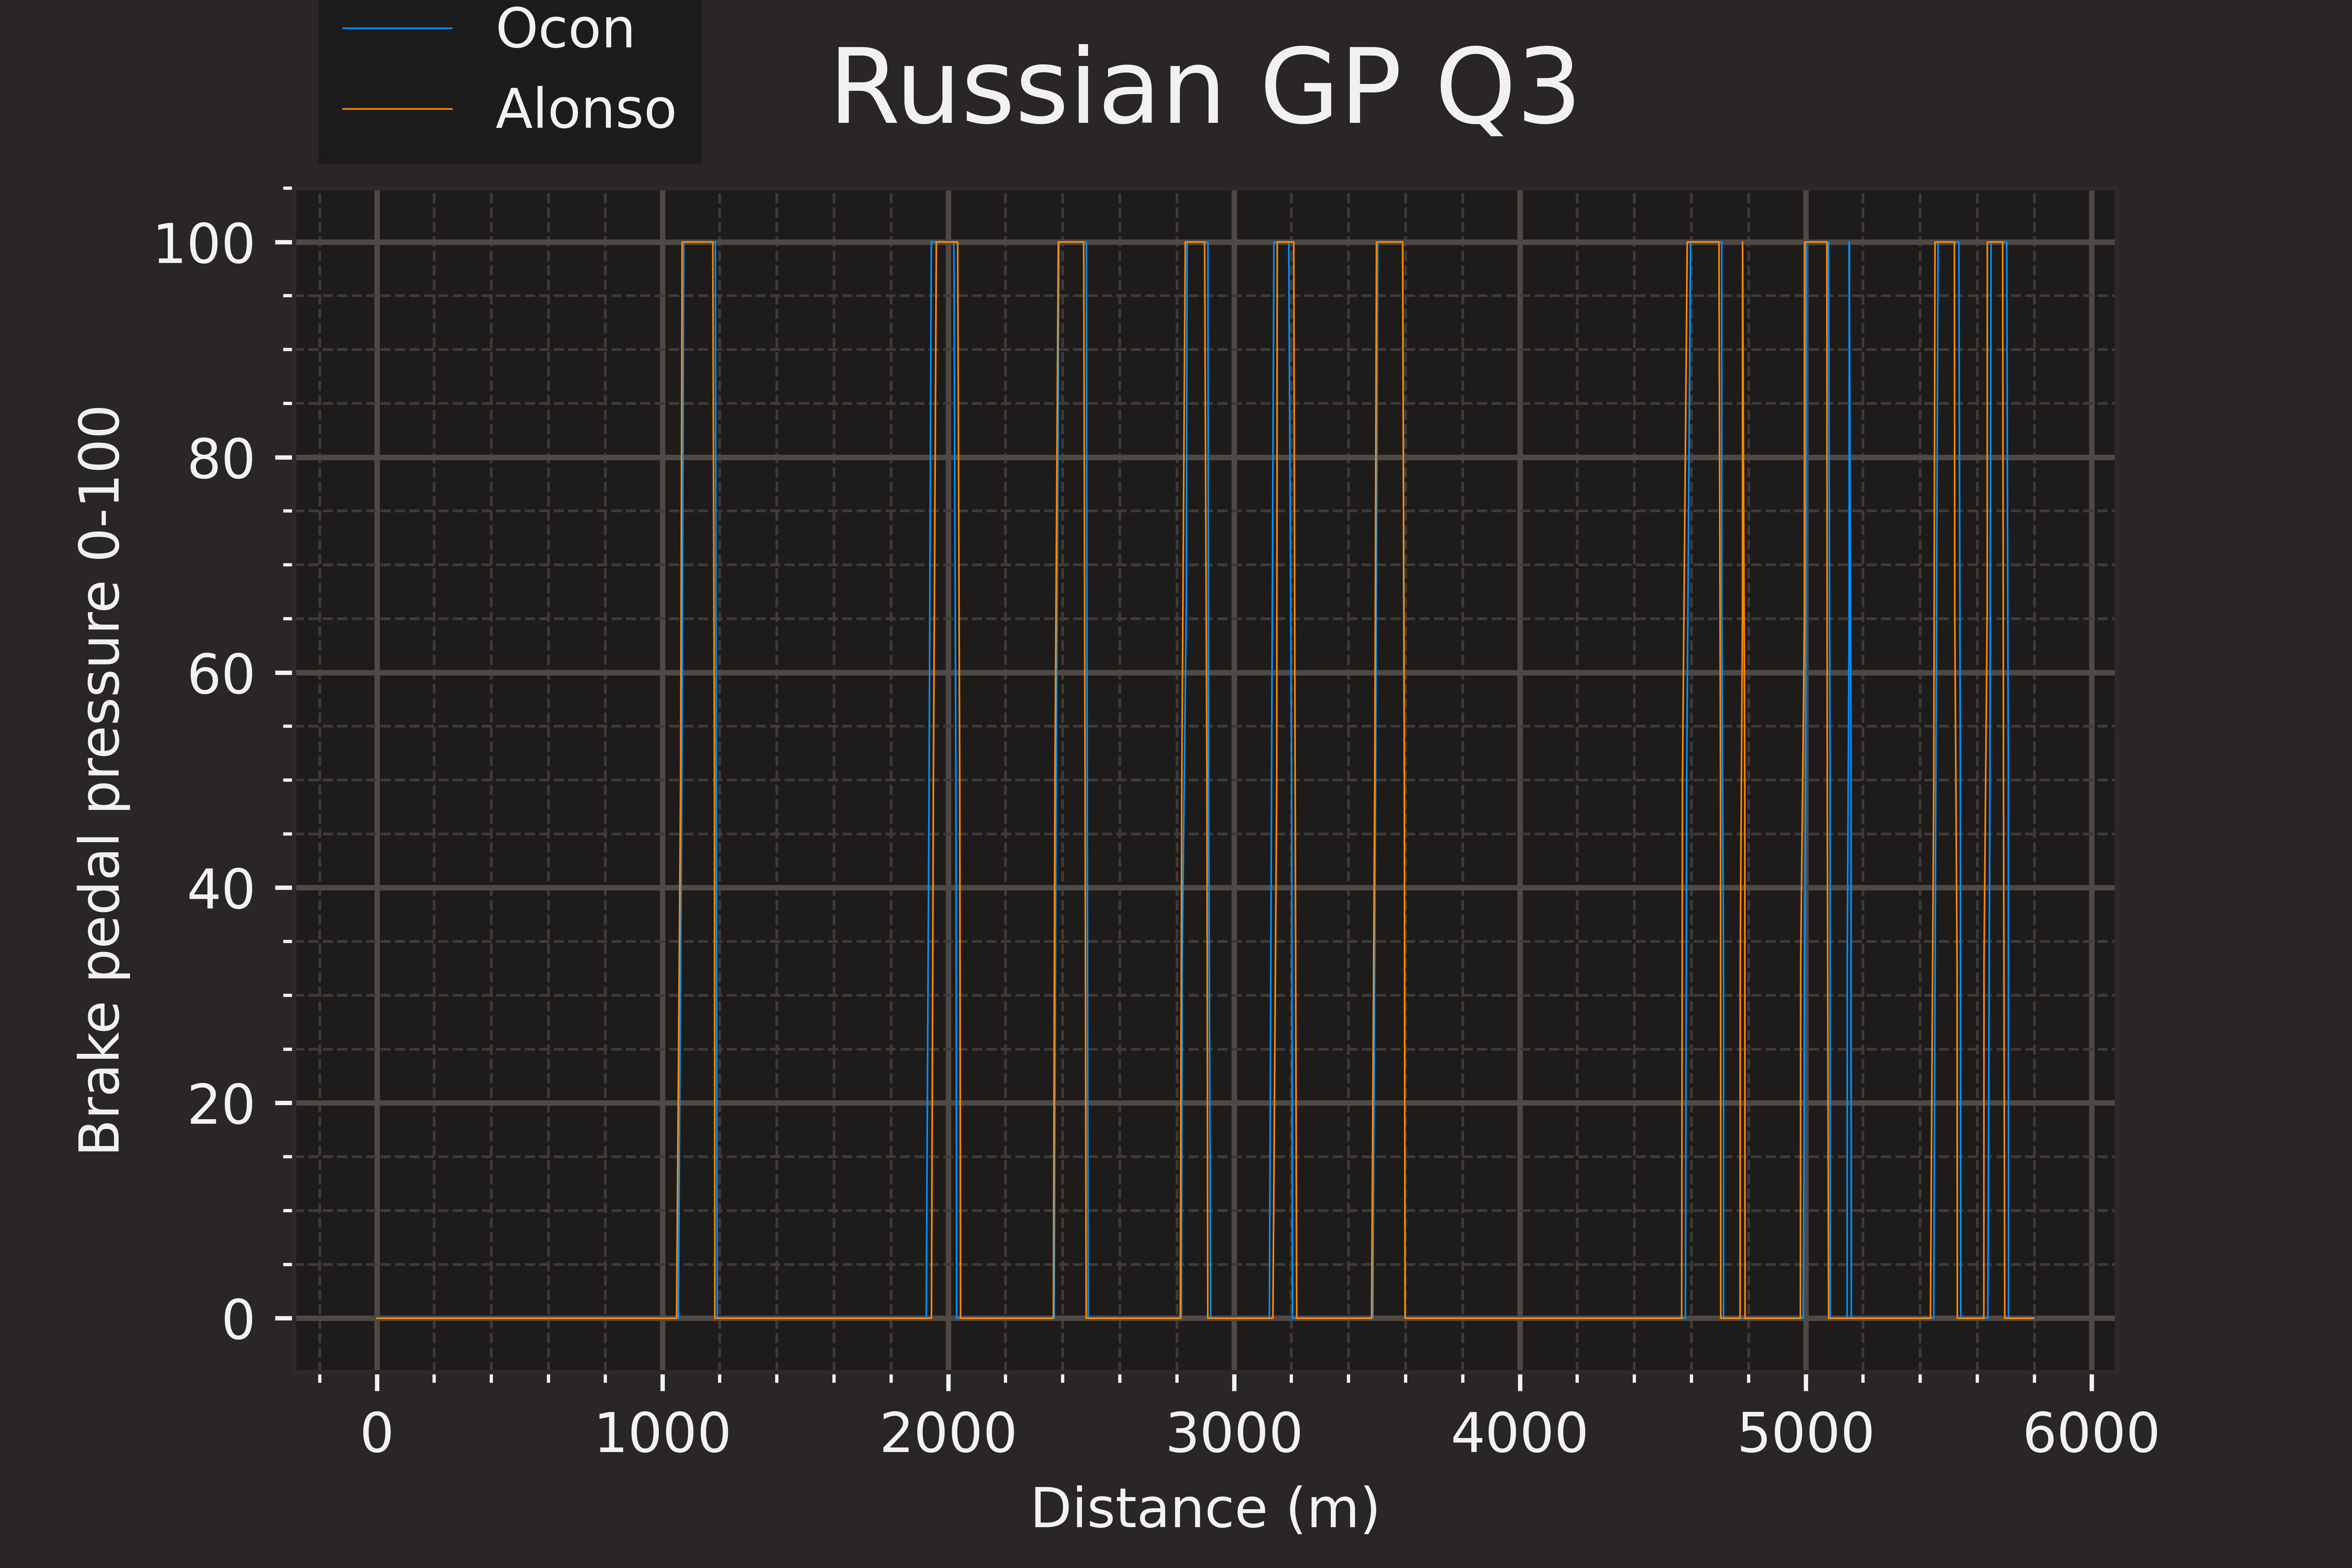 Ocon
Alonso
Russian GP Q3
Brake pedal pressure 0-100
100
80
60
40
20
0
0 1000 2000 3000 4000 5000 6000
Distance (m)